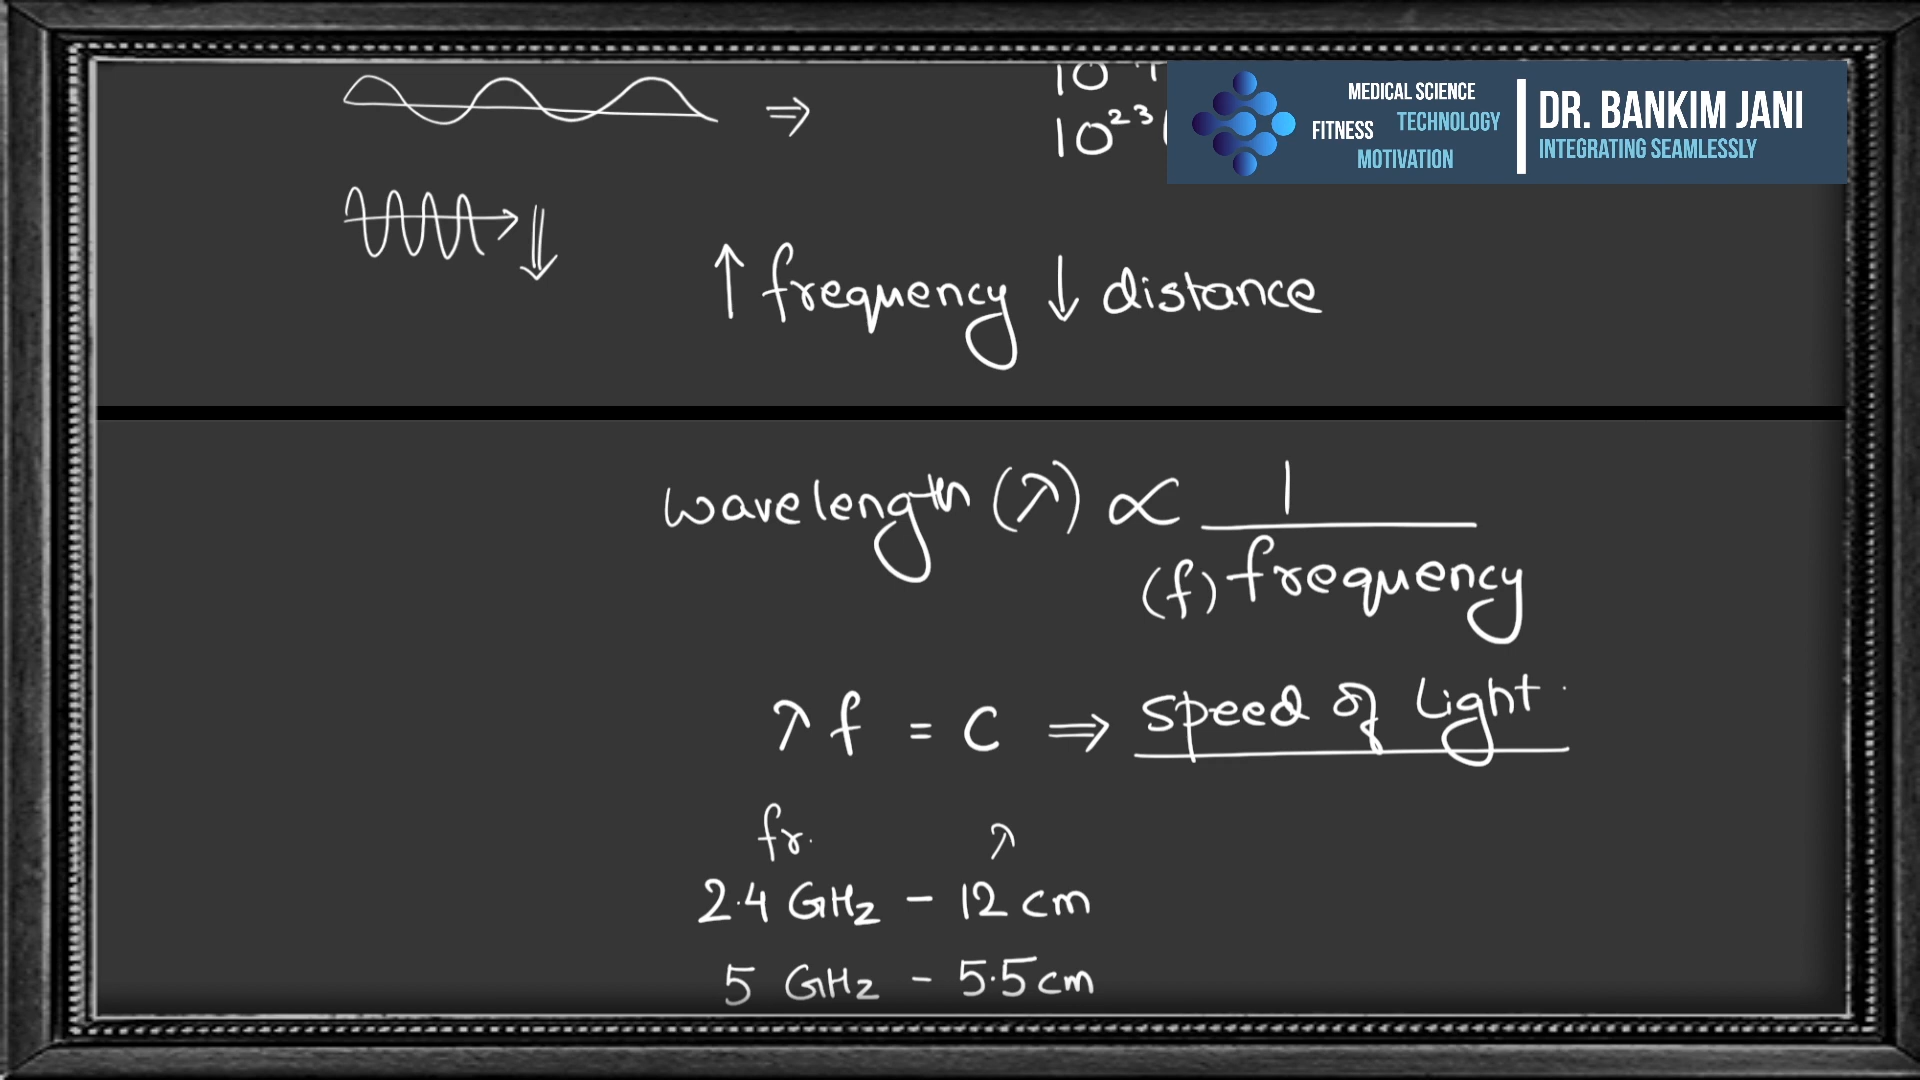 10
10²³
MEDICAL SCIENCE
FITNESS TECHNOLOGY
MOTIVATION
DR. BANKIM JANI
INTEGRATING SEAMLESSLY
⇒
↑ frequency ↓ distance
wavelength (λ) ∝ 1
(f) frequency
λ f = C ⇒ Speed of Light
fr. λ
2.4 GHz - 12 cm
5 GHz - 5.5 cm